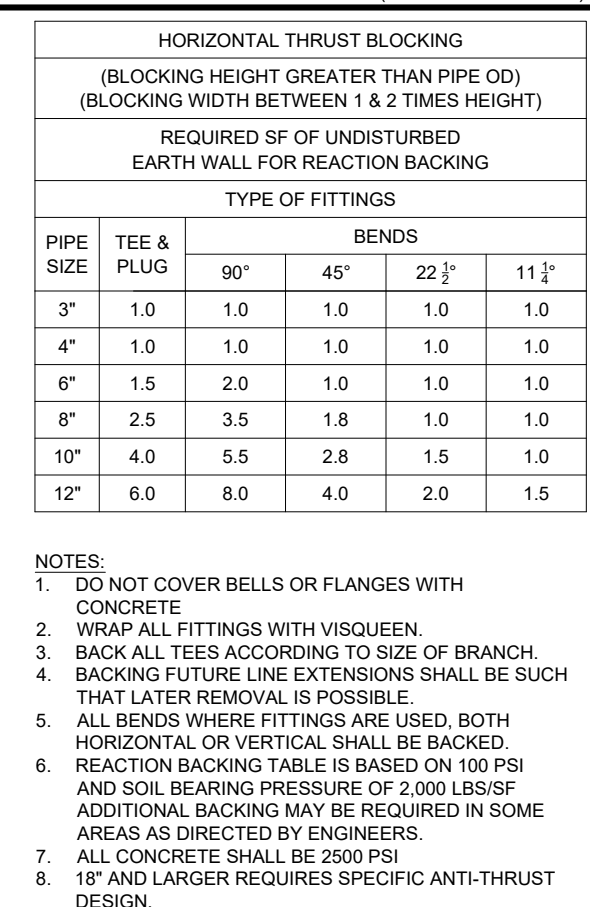 HORIZONTAL THRUST BLOCKING
(BLOCKING HEIGHT GREATER THAN PIPE OD)
(BLOCKING WIDTH BETWEEN 1 & 2 TIMES HEIGHT)
REQUIRED SF OF UNDISTURBED
EARTH WALL FOR REACTION BACKING
TYPE OF FITTINGS
PIPE SIZE TEE & PLUG BENDS
90° 45° 22 1/2° 11 1/4°
3" 1.0 1.0 1.0 1.0 1.0
4" 1.0 1.0 1.0 1.0 1.0
6" 1.5 2.0 1.0 1.0 1.0
8" 2.5 3.5 1.8 1.0 1.0
10" 4.0 5.5 2.8 1.5 1.0
12" 6.0 8.0 4.0 2.0 1.5
NOTES:
1. DO NOT COVER BELLS OR FLANGES WITH
CONCRETE
2. WRAP ALL FITTINGS WITH VISQUEEN.
3. BACK ALL TEES ACCORDING TO SIZE OF BRANCH.
4. BACKING FUTURE LINE EXTENSIONS SHALL BE SUCH
THAT LATER REMOVAL IS POSSIBLE.
5. ALL BENDS WHERE FITTINGS ARE USED, BOTH
HORIZONTAL OR VERTICAL SHALL BE BACKED.
6. REACTION BACKING TABLE IS BASED ON 100 PSI
AND SOIL BEARING PRESSURE OF 2,000 LBS/SF
ADDITIONAL BACKING MAY BE REQUIRED IN SOME
AREAS AS DIRECTED BY ENGINEERS.
7. ALL CONCRETE SHALL BE 2500 PSI
8. 18" AND LARGER REQUIRES SPECIFIC ANTI-THRUST
DESIGN.